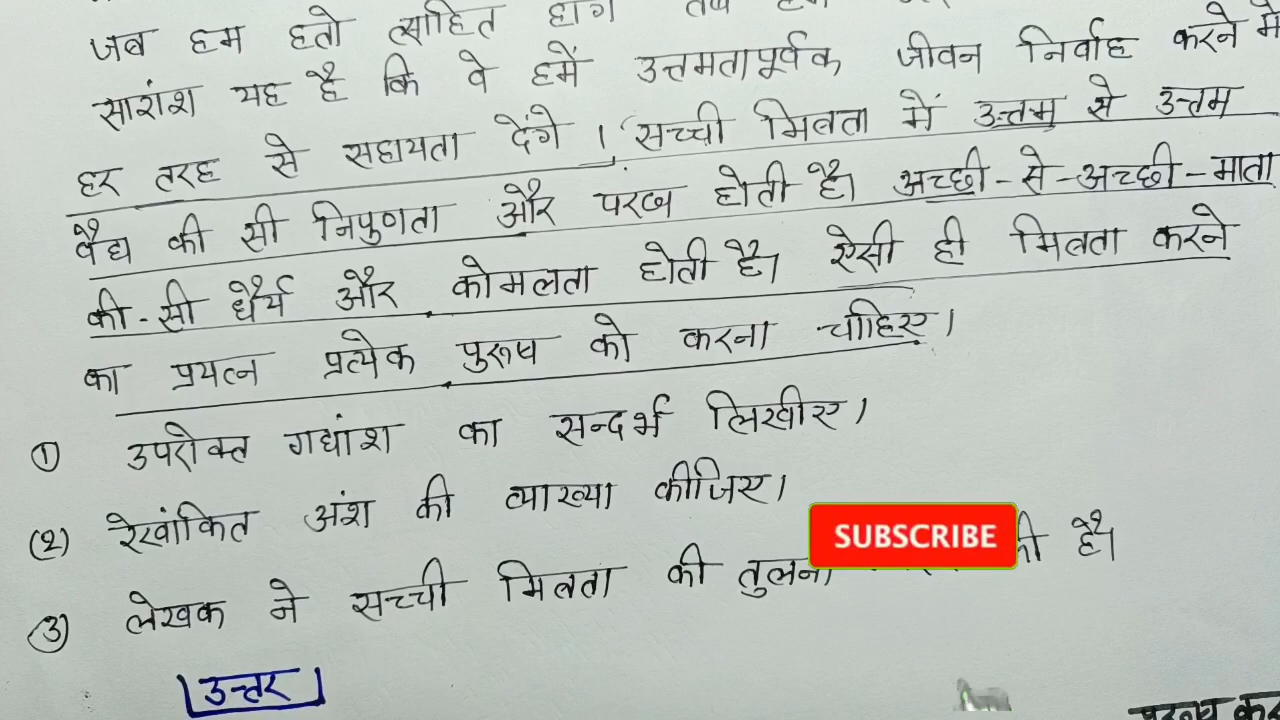 जब हम हतोत्साहित होंगे
सारांश यह है कि वे हमें उत्तमतापूर्वक जीवन निर्वाह करने में
हर तरह से सहायता देंगे। सच्ची मित्रता में उत्तम से उत्तम
वैद्य की सी निपुणता और परख होती है। अच्छी-से-अच्छी-माता
की-सी धैर्य और कोमलता होती है। ऐसी ही मित्रता करने
का प्रयत्न प्रत्येक पुरूष को करना चाहिए।
① उपरोक्त गद्यांश का सन्दर्भ लिखीए।
(2) रेखांकित अंश की व्याख्या कीजिए।
SUBSCRIBE
③ लेखक ने सच्ची मित्रता की तुलना की है।
उत्तर